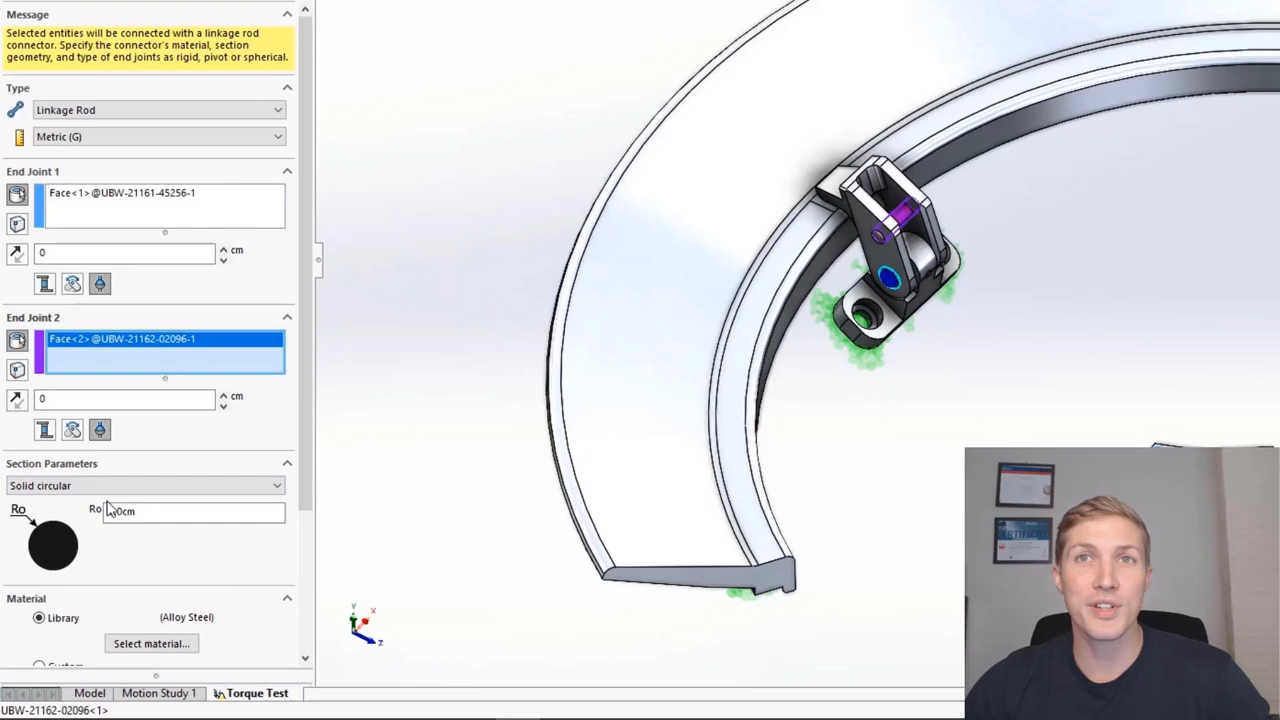 Message
Selected entities will be connected with a linkage rod
connector. Specify the connector's material, section
geometry, and type of end joints as rigid, pivot or spherical.
Type
Linkage Rod
Metric (G)
End Joint 1
Face<1>@UBW-21161-45256-1
0
cm
End Joint 2
Face<2>@UBW-21162-02096-1
0
cm
Section Parameters
Solid circular
Ro
Ro
0cm
Material
Library (Alloy Steel)
Select material...
Y
X
Z
Model Motion Study 1 Torque Test
UBW-21162-02096<1>